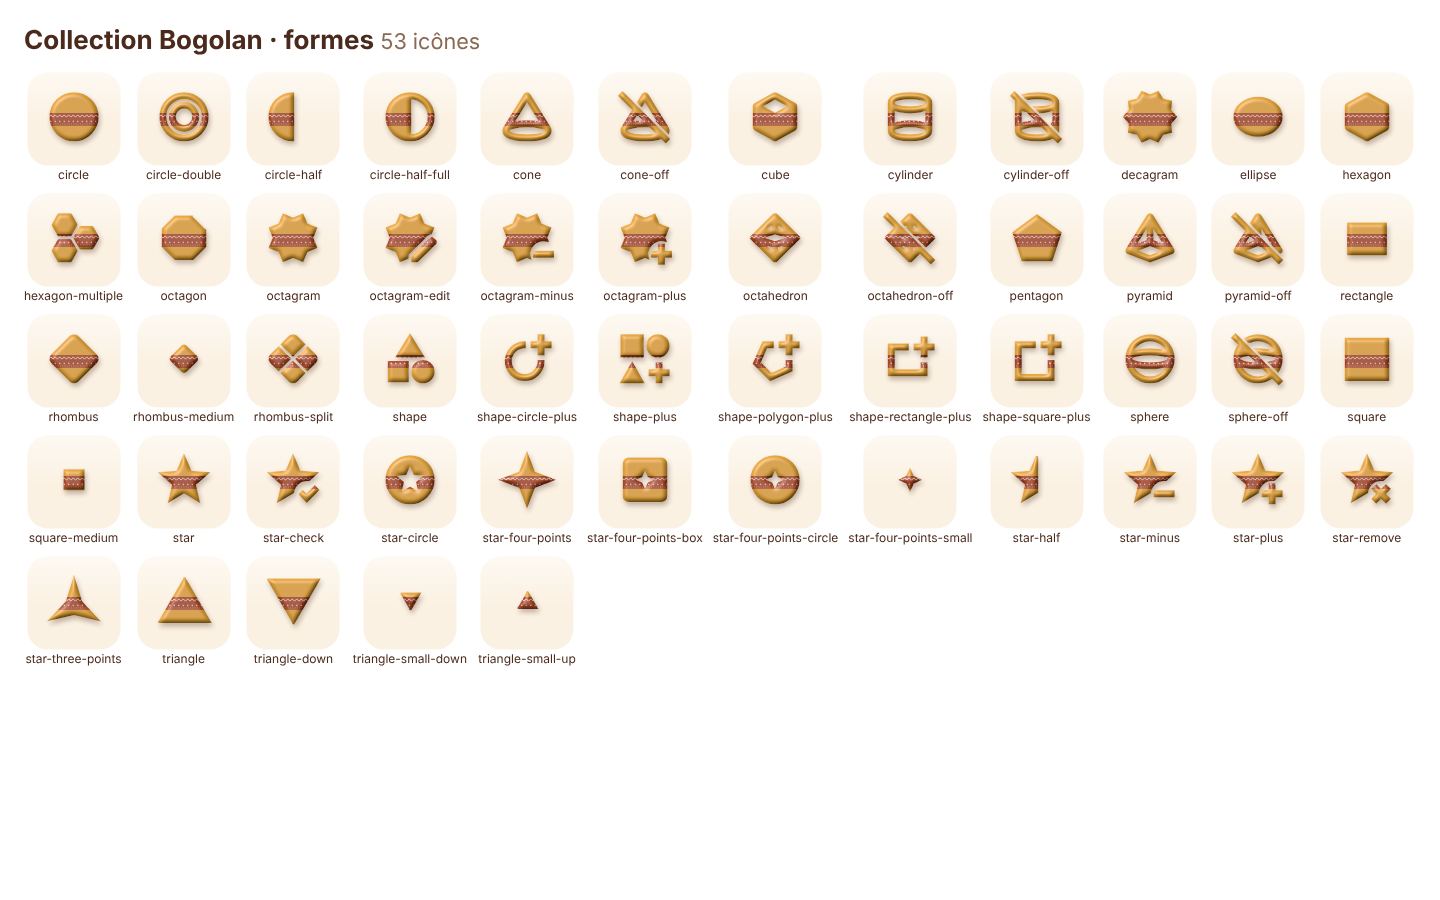 Collection Bogolan · formes 53 icônes
circle circle-double circle-half circle-half-full cone cone-off cube cylinder cylinder-off decagram ellipse hexagon
hexagon-multiple octagon octagram octagram-edit octagram-minus octagram-plus octahedron octahedron-off pentagon pyramid pyramid-off rectangle
rhombus rhombus-medium rhombus-split shape shape-circle-plus shape-plus shape-polygon-plus shape-rectangle-plus shape-square-plus sphere sphere-off square
square-medium star star-check star-circle star-four-points star-four-points-box star-four-points-circle star-four-points-small star-half star-minus star-plus star-remove
star-three-points triangle triangle-down triangle-small-down triangle-small-up